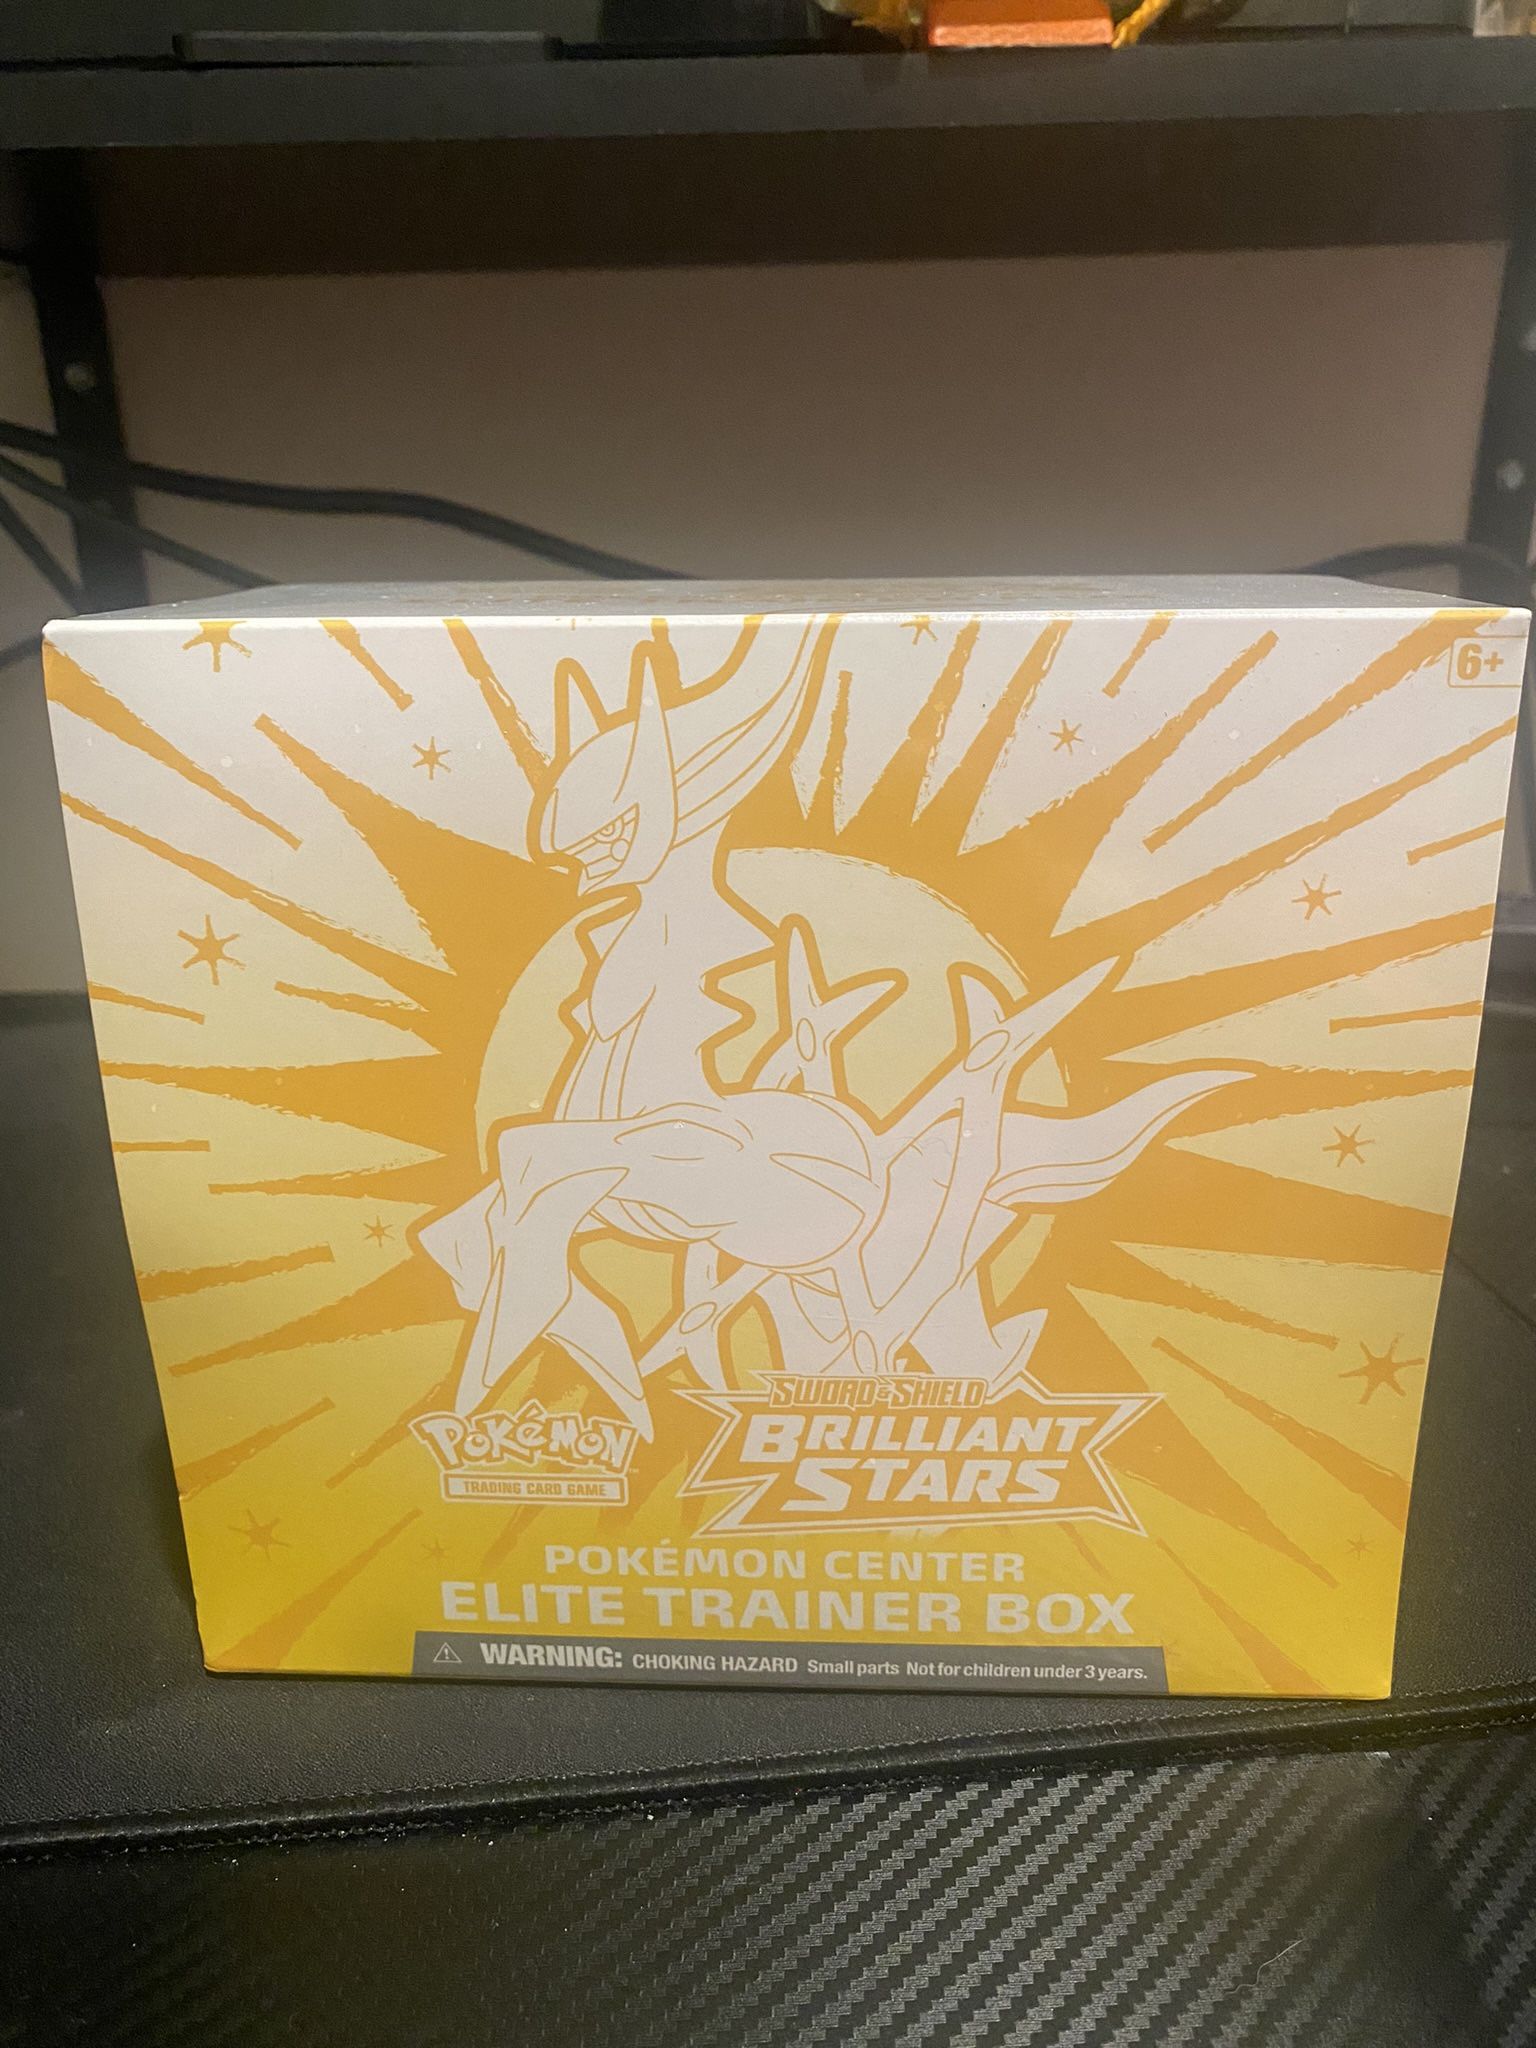 6+
SWORD & SHIELD
BRILLIANT
STARS
POKéMON
TRADING CARD GAME
POKÉMON CENTER
ELITE TRAINER BOX
⚠ WARNING: CHOKING HAZARD Small parts Not for children under 3 years.